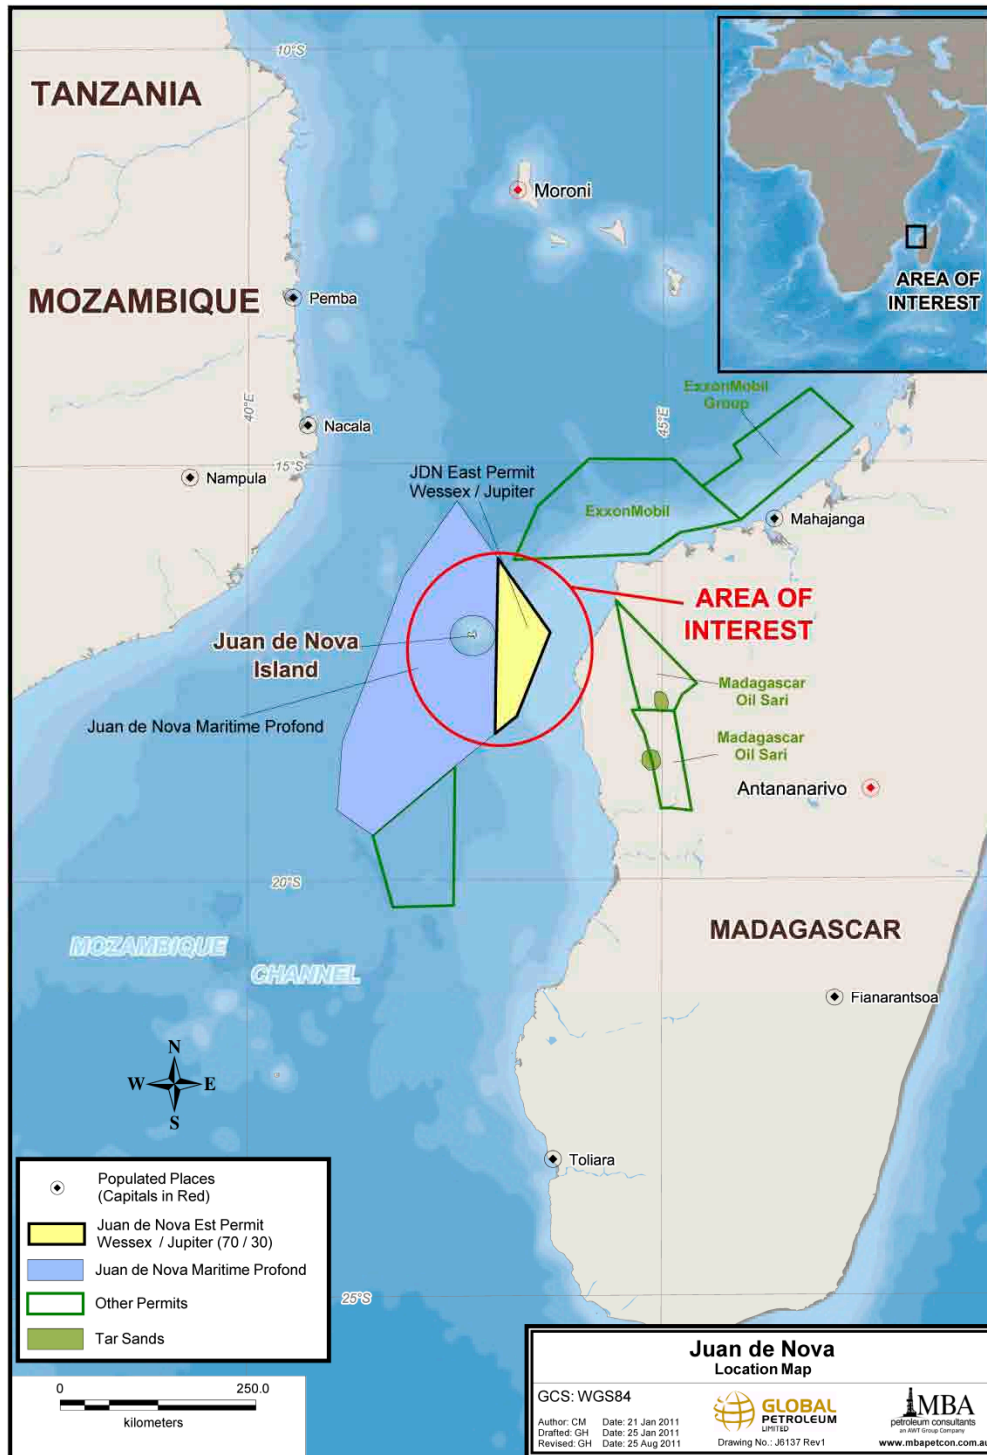 10°S
TANZANIA
Moroni
MOZAMBIQUE
Pemba
AREA OF
INTEREST
ExxonMobil
Group
40°E
45°E
Nacala
15°S
Nampula
JDN East Permit
Wessex / Jupiter
ExxonMobil
Mahajanga
AREA OF
INTEREST
Juan de Nova
Island
Madagascar
Oil Sari
Juan de Nova Maritime Profond
Madagascar
Oil Sari
Antananarivo
20°S
MADAGASCAR
MOZAMBIQUE
CHANNEL
Fianarantsoa
N
W
E
S
Toliara
Populated Places
(Capitals in Red)
Juan de Nova Est Permit
Wessex / Jupiter (70 / 30)
Juan de Nova Maritime Profond
Other Permits
Tar Sands
25°S
0
250.0
kilometers
Juan de Nova
Location Map
GCS: WGS84
Author: CM Date: 21 Jan 2011
Drafted: GH Date: 25 Jan 2011
Revised: GH Date: 25 Aug 2011
GLOBAL
PETROLEUM
LIMITED
Drawing No.: J6137 Rev1
MBA
petroleum consultants
an AWT Group Company
www.mbapetcon.com.au